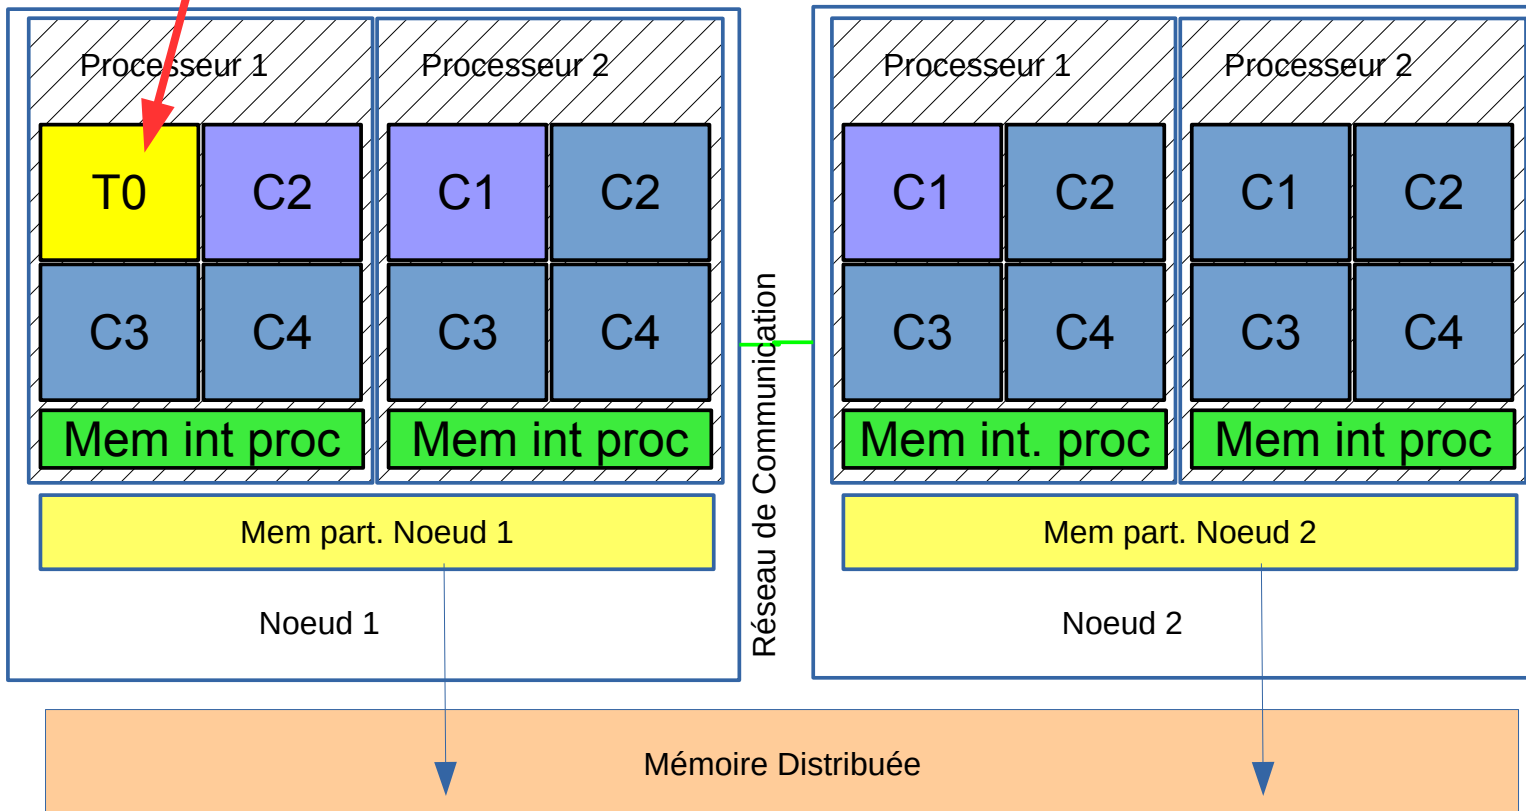 Processeur 1
Processeur 2
T0
C2
C1
C2
C3
C4
C3
C4
Mem int proc
Mem int proc
Mem part. Noeud 1
Noeud 1
Réseau de Communication
Processeur 1
Processeur 2
C1
C2
C1
C2
C3
C4
C3
C4
Mem int. proc
Mem int proc
Mem part. Noeud 2
Noeud 2
Mémoire Distribuée